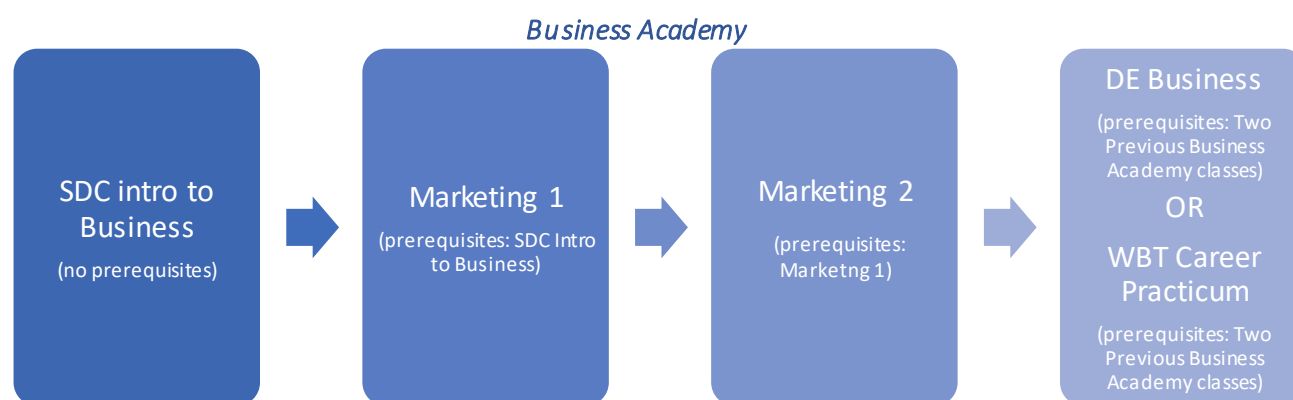 Business Academy
SDC intro to
Business
(no prerequisites)
Marketing 1
(prerequisites: SDC Intro
to Business)
Marketing 2
(prerequisites:
Marketng 1)
DE Business
(prerequisites: Two
Previous Business
Academy classes)
OR
WBT Career
Practicum
(prerequisites: Two
Previous Business
Academy classes)